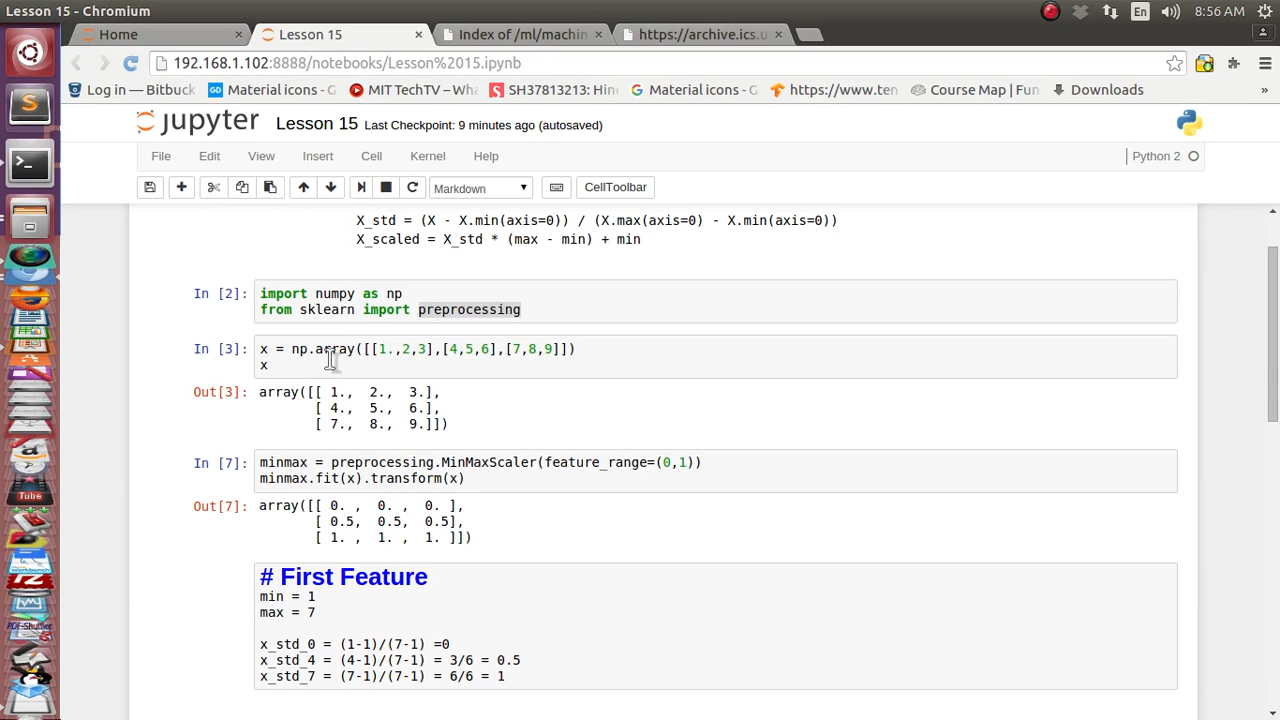 Lesson 15 - Chromium
En
8:56 AM
Home
Lesson 15
Index of /ml/machin
https://archive.ics.u
192.168.1.102:8888/notebooks/Lesson%2015.ipynb
Log in — Bitbuck
Material icons - G
MIT TechTV – Mo
SH37813213: Hin
Material icons - G
https://www.ten
Course Map | Fun
Downloads
»
jupyter
Lesson 15 Last Checkpoint: 9 minutes ago (autosaved)
File Edit View Insert Cell Kernel Help
Python 2
Markdown
CellToolbar
X_std = (X - X.min(axis=0)) / (X.max(axis=0) - X.min(axis=0))
X_scaled = X_std * (max - min) + min
In [2]: import numpy as np
from sklearn import preprocessing
In [3]: x = np.array([[1.,2,3],[4,5,6],[7,8,9]])
x
Out[3]: array([[ 1.,  2.,  3.],
[ 4.,  5.,  6.],
[ 7.,  8.,  9.]])
In [7]: minmax = preprocessing.MinMaxScaler(feature_range=(0,1))
minmax.fit(x).transform(x)
Out[7]: array([[ 0. ,  0. ,  0. ],
[ 0.5,  0.5,  0.5],
[ 1. ,  1. ,  1. ]])
# First Feature
min = 1
max = 7
x_std_0 = (1-1)/(7-1) =0
x_std_4 = (4-1)/(7-1) = 3/6 = 0.5
x_std_7 = (7-1)/(7-1) = 6/6 = 1